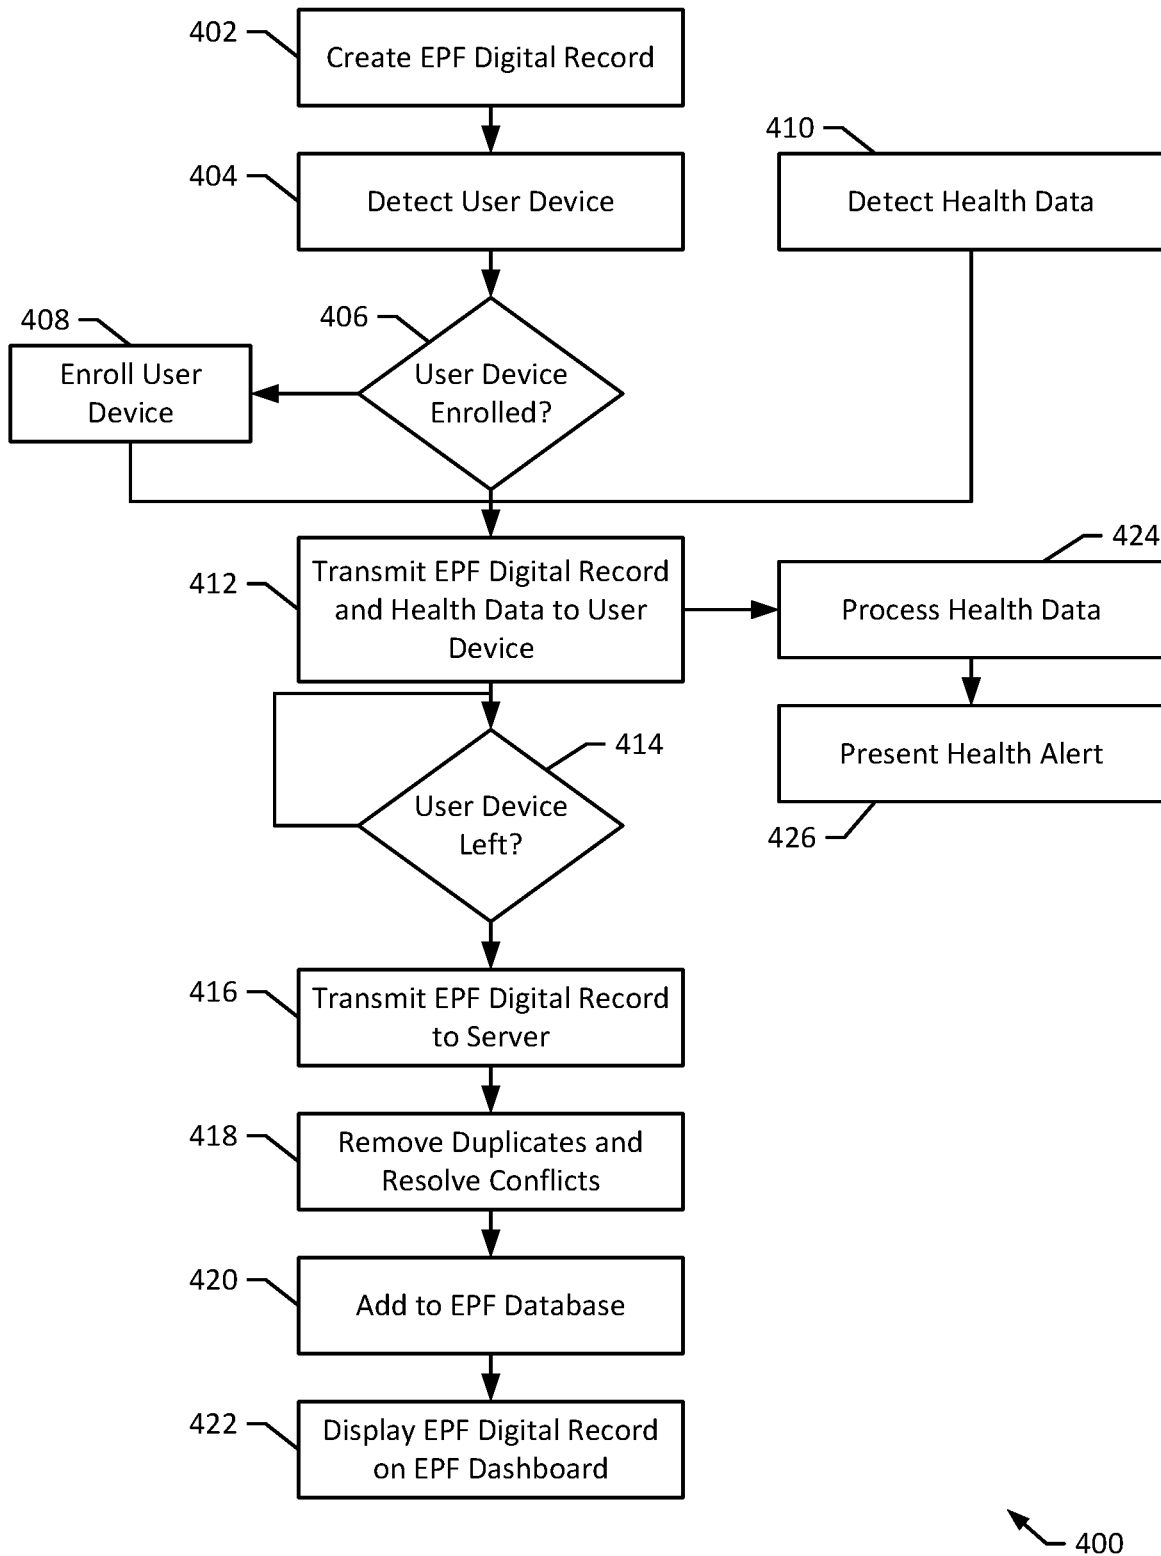 402
Create EPF Digital Record
410
404
Detect User Device
Detect Health Data
408
406
Enroll User
Device
User Device
Enrolled?
424
412
Transmit EPF Digital Record
and Health Data to User
Device
Process Health Data
414
User Device
Left?
Present Health Alert
426
416
Transmit EPF Digital Record
to Server
418
Remove Duplicates and
Resolve Conflicts
420
Add to EPF Database
422
Display EPF Digital Record
on EPF Dashboard
400